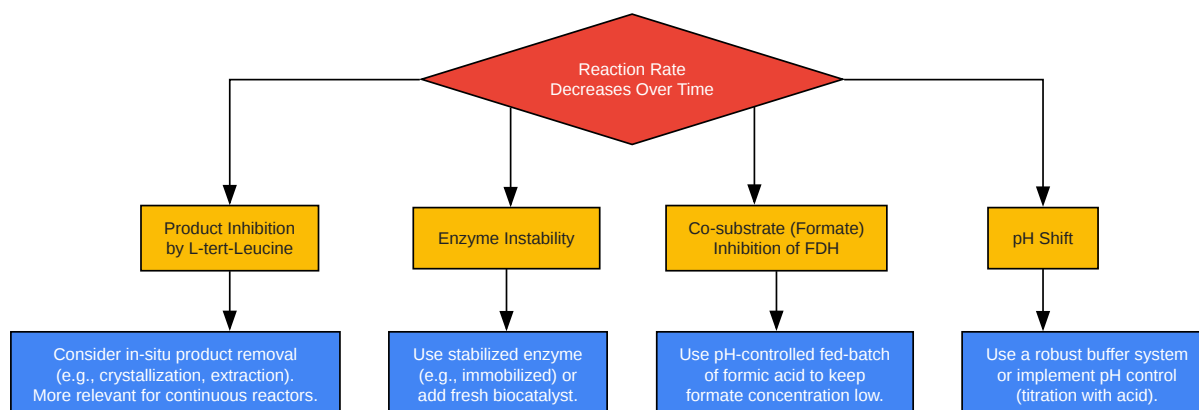 Reaction Rate
Decreases Over Time
Product Inhibition
by L-tert-Leucine
Enzyme Instability
Co-substrate (Formate)
Inhibition of FDH
pH Shift
Consider in-situ product removal
(e.g., crystallization, extraction).
More relevant for continuous reactors.
Use stabilized enzyme
(e.g., immobilized) or
add fresh biocatalyst.
Use pH-controlled fed-batch
of formic acid to keep
formate concentration low.
Use a robust buffer system
or implement pH control
(titration with acid).